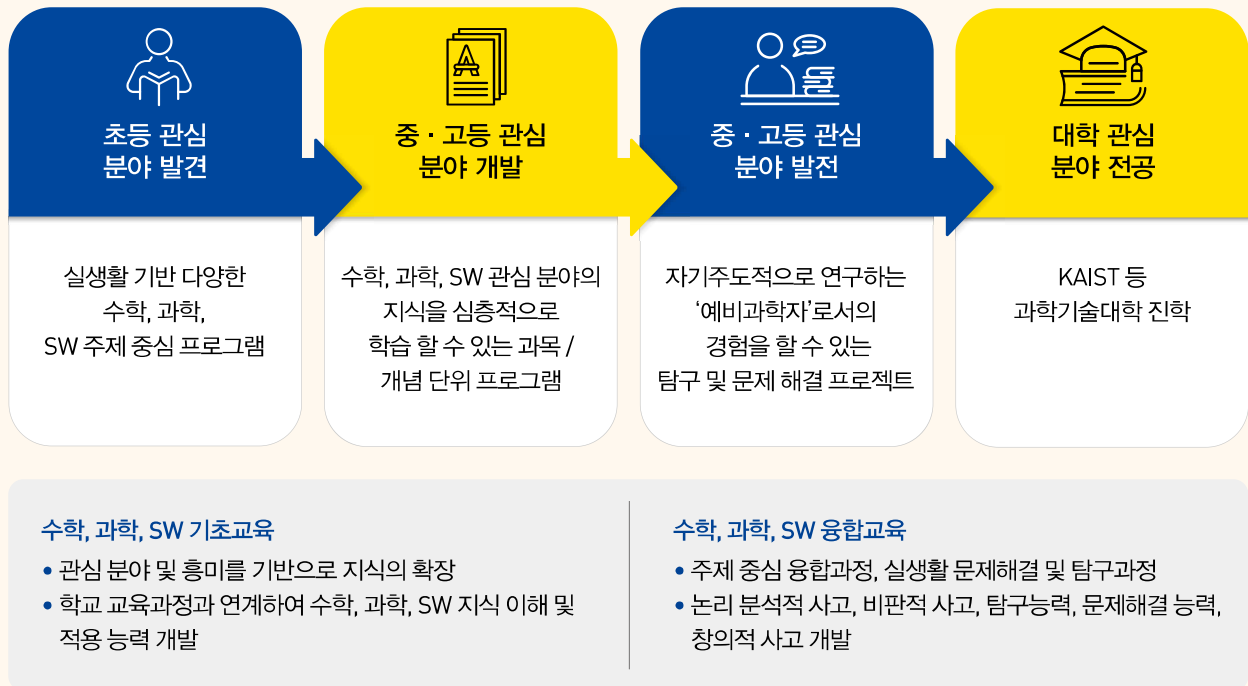 초등 관심
분야 발견
실생활 기반 다양한
수학, 과학,
SW 주제 중심 프로그램
중 · 고등 관심
분야 개발
수학, 과학, SW 관심 분야의
지식을 심층적으로
학습 할 수 있는 과목 /
개념 단위 프로그램
중 · 고등 관심
분야 발전
자기주도적으로 연구하는
‘예비과학자’로서의
경험을 할 수 있는
탐구 및 문제 해결 프로젝트
대학 관심
분야 전공
KAIST 등
과학기술대학 진학
수학, 과학, SW 기초교육
• 관심 분야 및 흥미를 기반으로 지식의 확장
• 학교 교육과정과 연계하여 수학, 과학, SW 지식 이해 및
적용 능력 개발
수학, 과학, SW 융합교육
• 주제 중심 융합과정, 실생활 문제해결 및 탐구과정
• 논리 분석적 사고, 비판적 사고, 탐구능력, 문제해결 능력,
창의적 사고 개발